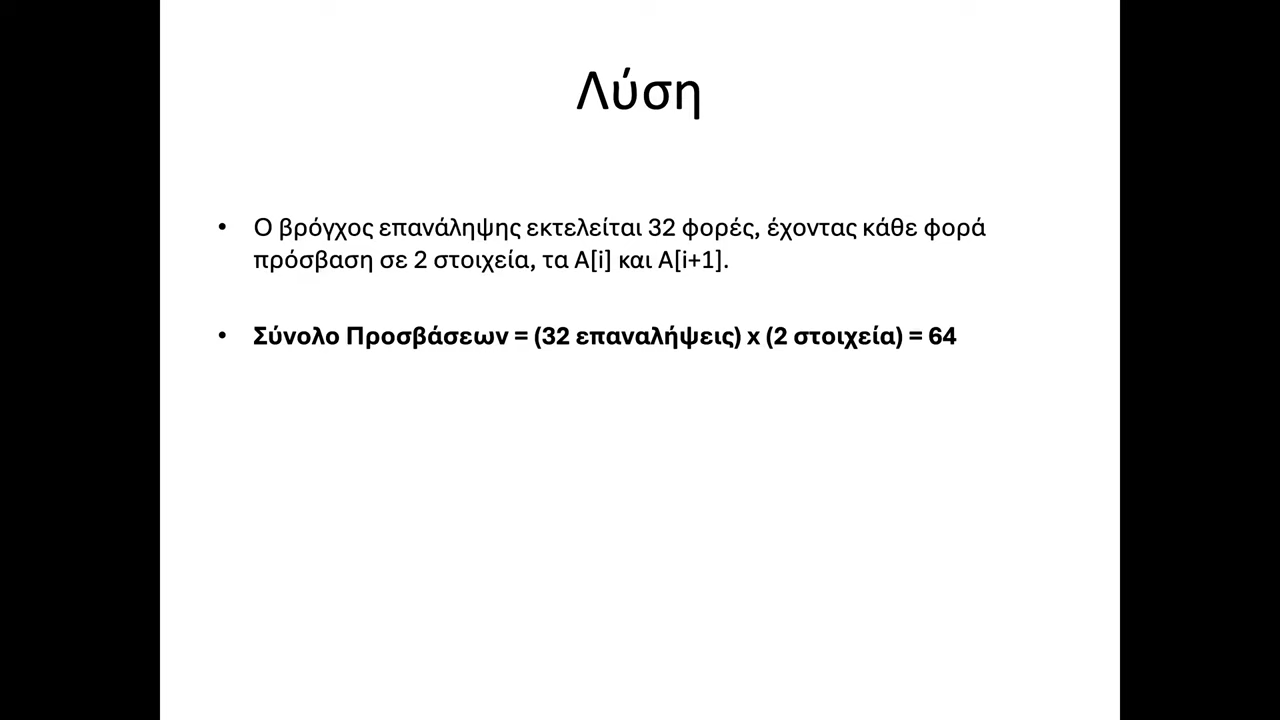 Λύση
• Ο βρόγχος επανάληψης εκτελείται 32 φορές, έχοντας κάθε φορά
πρόσβαση σε 2 στοιχεία, τα A[i] και A[i+1].
• Σύνολο Προσβάσεων = (32 επαναλήψεις) x (2 στοιχεία) = 64